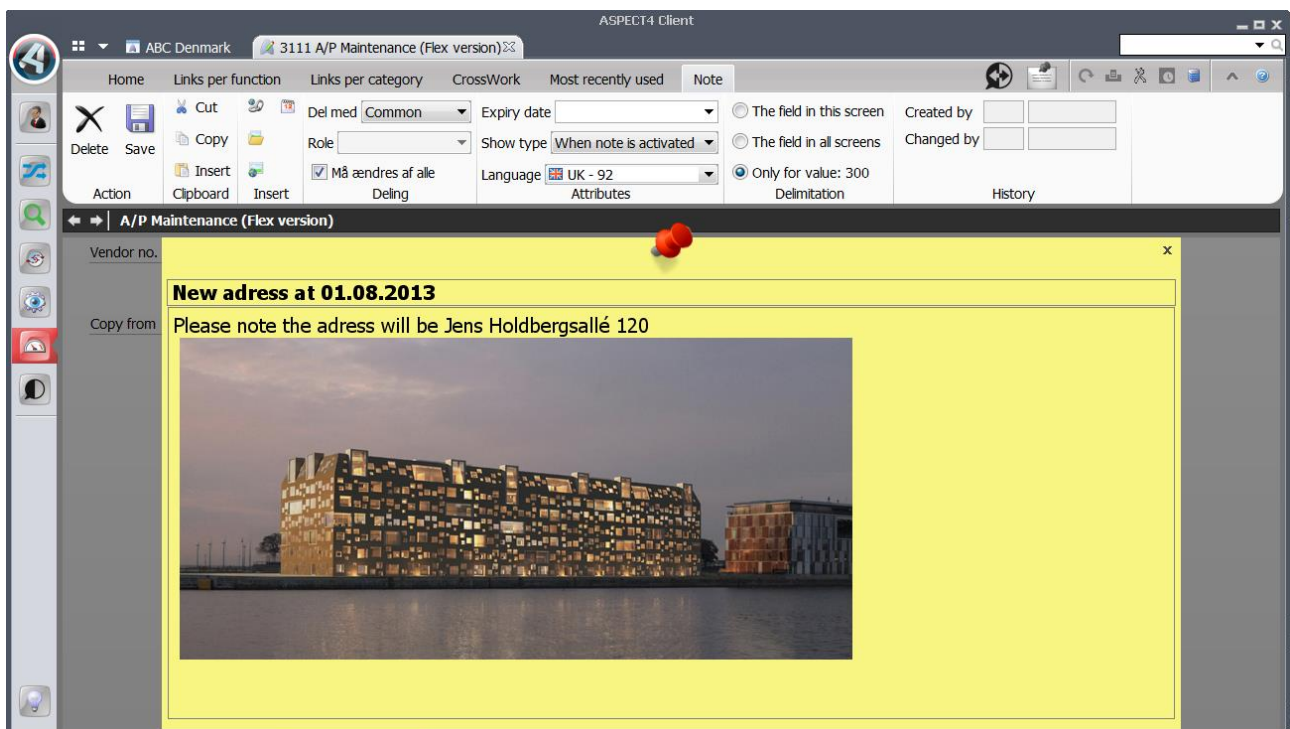 ASPECT4 Client
ABC Denmark
3111 A/P Maintenance (Flex version)
Home Links per function Links per category CrossWork Most recently used Note
Cut Del med Common Expiry date The field in this screen Created by
Delete Save Copy Role Show type When note is activated The field in all screens Changed by
Insert Må ændres af alle Language UK - 92 Only for value: 300
Action Clipboard Insert Deling Attributes Delimitation History
A/P Maintenance (Flex version)
Vendor no.
New adress at 01.08.2013
Copy from
Please note the adress will be Jens Holdbergsallé 120